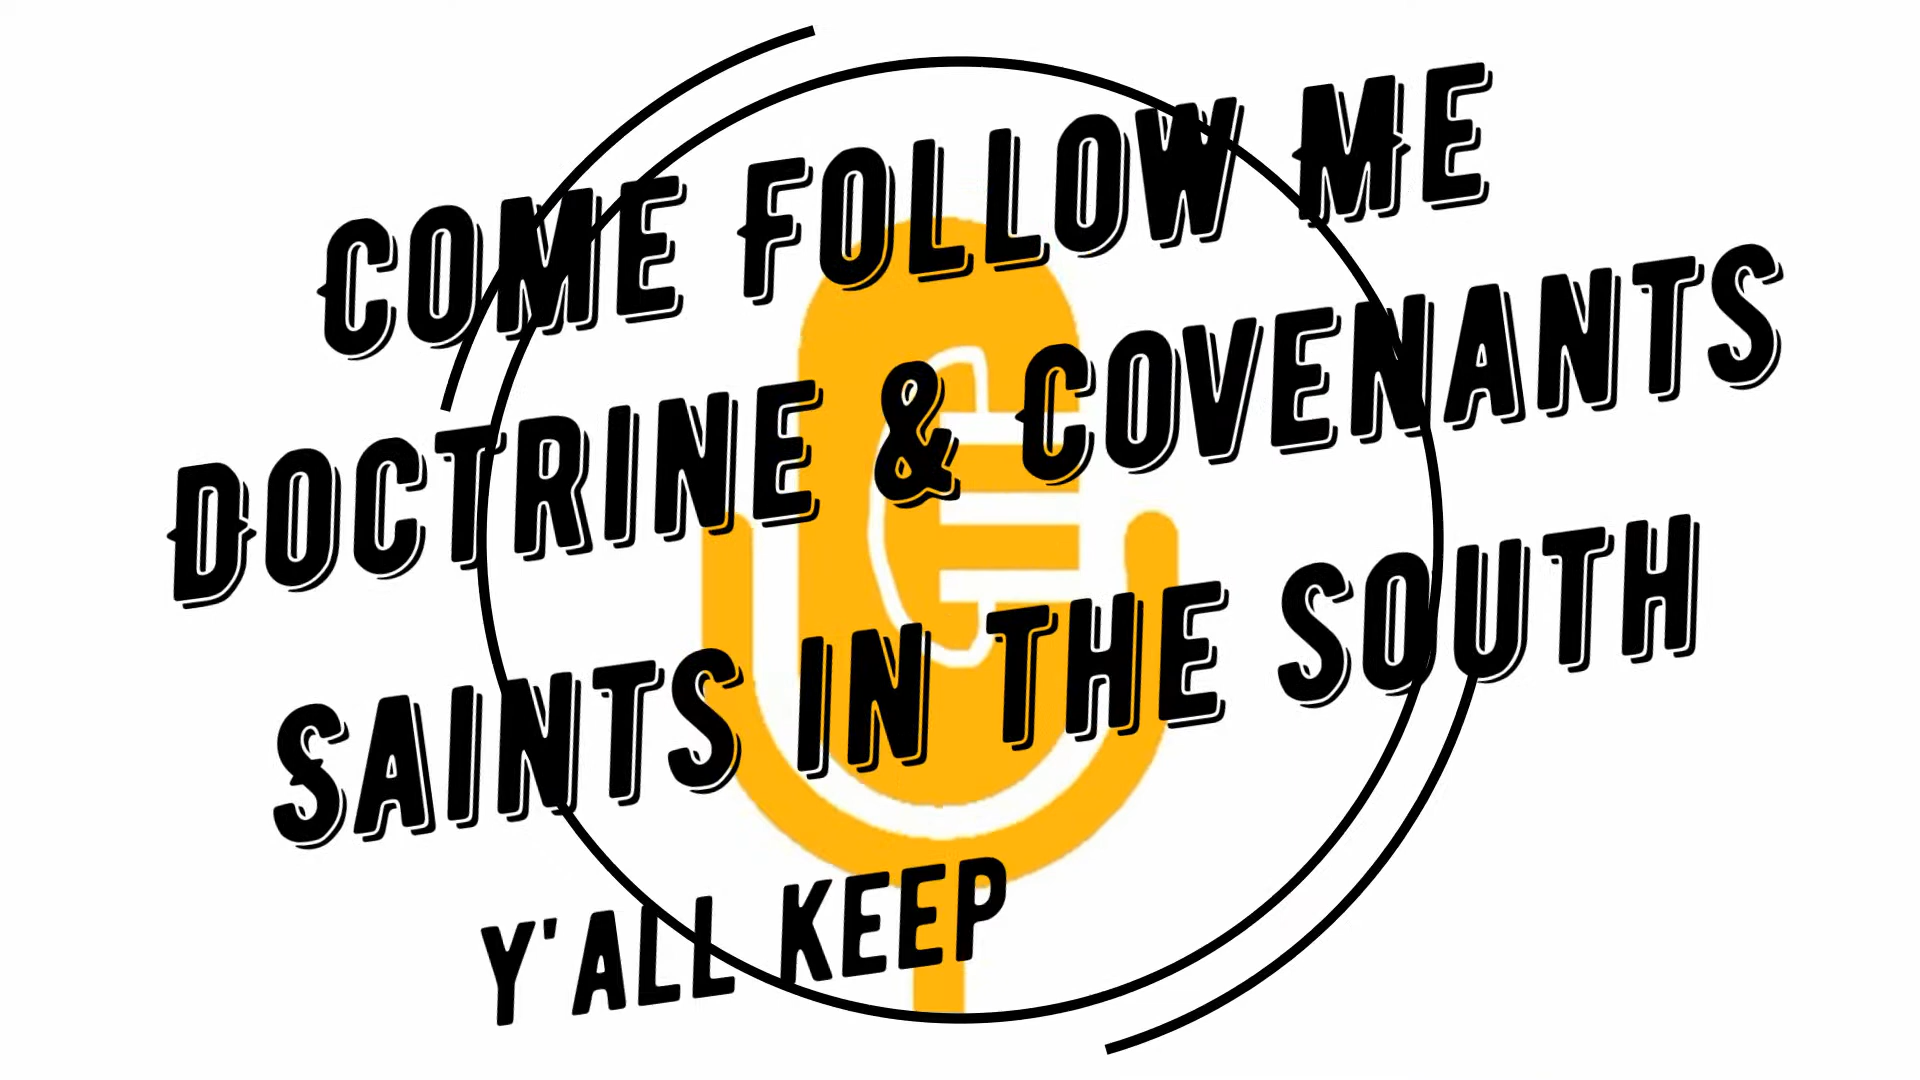 Come Follow Me
Doctrine & Covenants
Saints in the South
Y'all keep